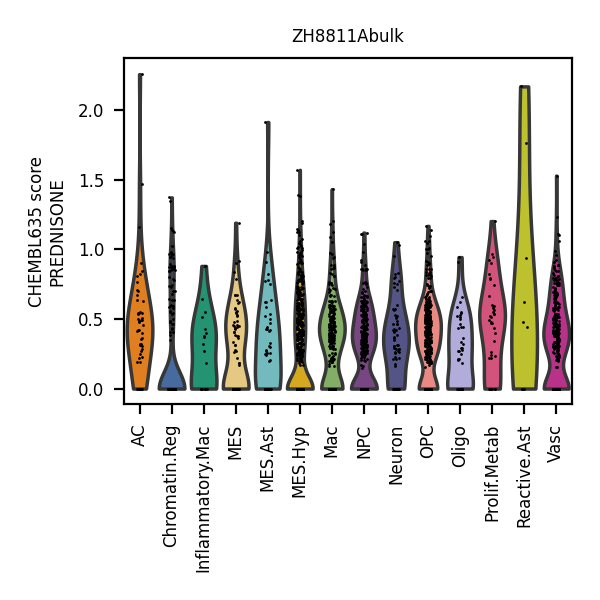 ZH8811Abulk
CHEMBL635 score
PREDNISONE
2.0
1.5
1.0
0.5
0.0
AC
Chromatin.Reg
Inflammatory.Mac
MES
MES.Ast
MES.Hyp
Mac
NPC
Neuron
OPC
Oligo
Prolif.Metab
Reactive.Ast
Vasc